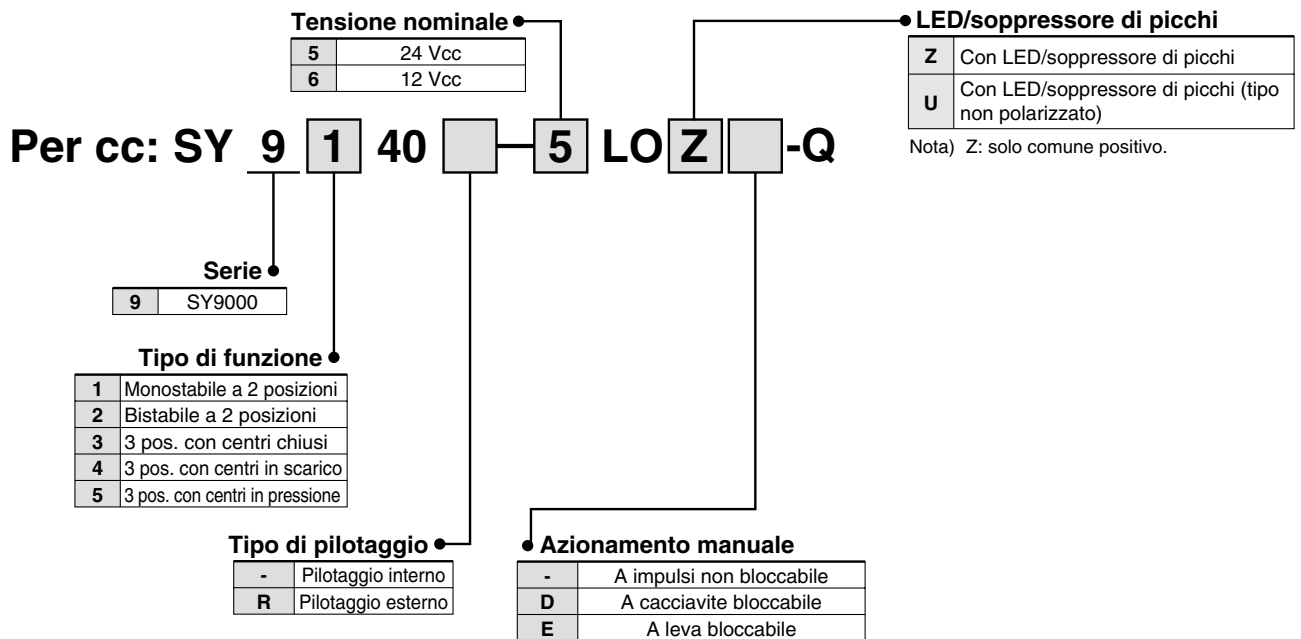 Tensione nominale
5 24 Vcc
6 12 Vcc
LED/soppressore di picchi
Z Con LED/soppressore di picchi
U Con LED/soppressore di picchi (tipo
non polarizzato)
Nota) Z: solo comune positivo.
Per cc: SY 9 1 40 5 LO Z -Q
Serie
9 SY9000
Tipo di funzione
1 Monostabile a 2 posizioni
2 Bistabile a 2 posizioni
3 3 pos. con centri chiusi
4 3 pos. con centri in scarico
5 3 pos. con centri in pressione
Tipo di pilotaggio
- Pilotaggio interno
R Pilotaggio esterno
Azionamento manuale
- A impulsi non bloccabile
D A cacciavite bloccabile
E A leva bloccabile